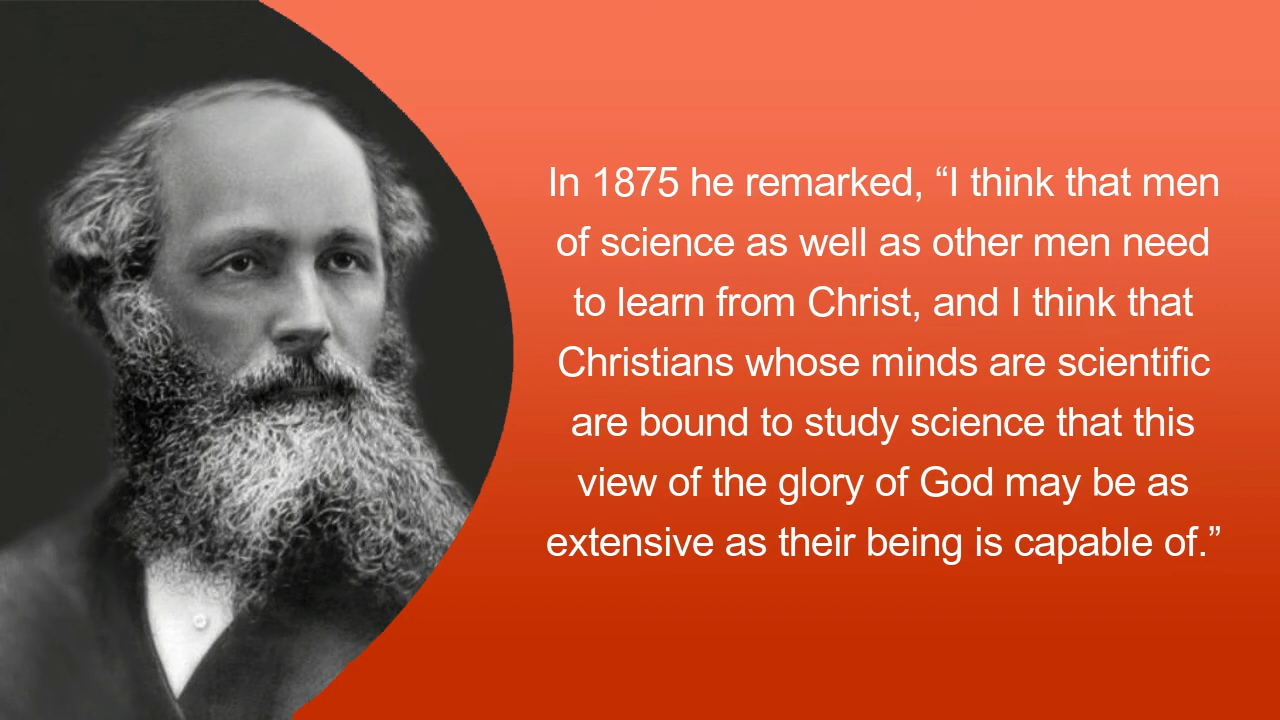 In 1875 he remarked, “I think that men
of science as well as other men need
to learn from Christ, and I think that
Christians whose minds are scientific
are bound to study science that this
view of the glory of God may be as
extensive as their being is capable of.”